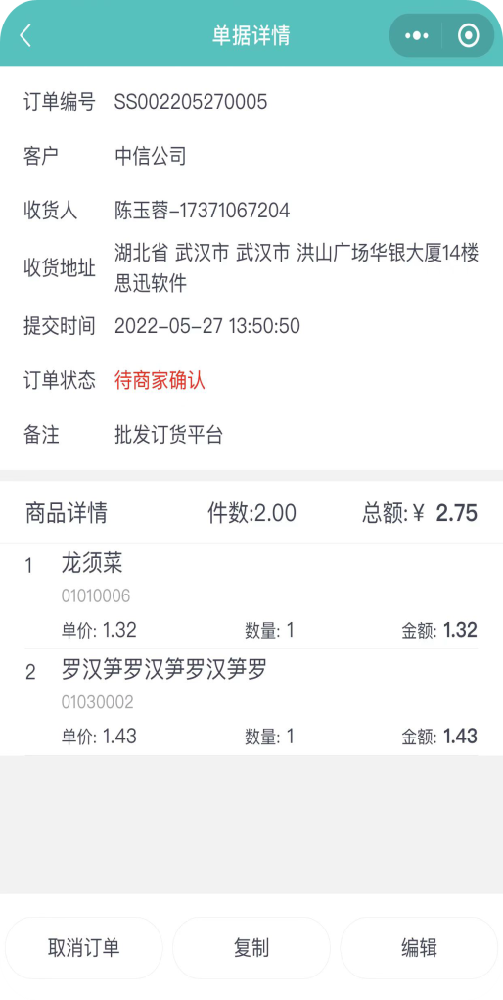 单据详情
订单编号 SS002205270005
客户 中信公司
收货人 陈玉蓉-17371067204
收货地址 湖北省 武汉市 武汉市 洪山广场华银大厦14楼
思迅软件
提交时间 2022-05-27 13:50:50
订单状态 待商家确认
备注 批发订货平台
商品详情 件数:2.00 总额:¥ 2.75
1 龙须菜
01010006
单价: 1.32 数量: 1 金额: 1.32
2 罗汉笋罗汉笋罗汉笋罗
01030002
单价: 1.43 数量: 1 金额: 1.43
取消订单 复制 编辑